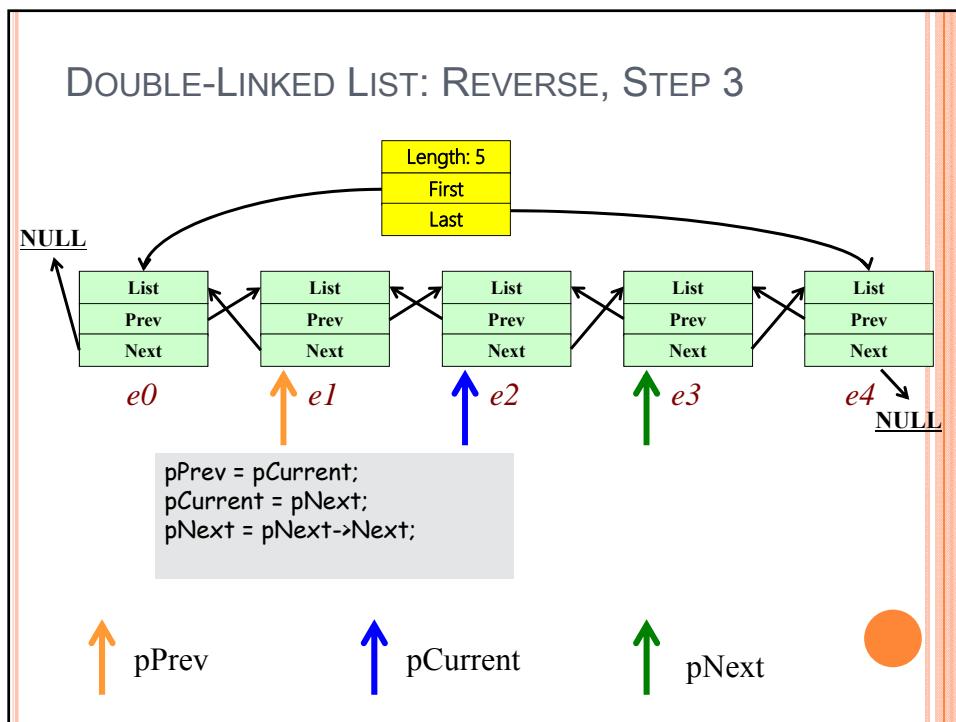 DOUBLE-LINKED LIST: REVERSE, STEP 3
Length: 5
First
Last
NULL
List List List List List
Prev Prev Prev Prev Prev
Next Next Next Next Next
e0 e1 e2 e3 e4
NULL
pPrev = pCurrent;
pCurrent = pNext;
pNext = pNext->Next;
pPrev pCurrent pNext